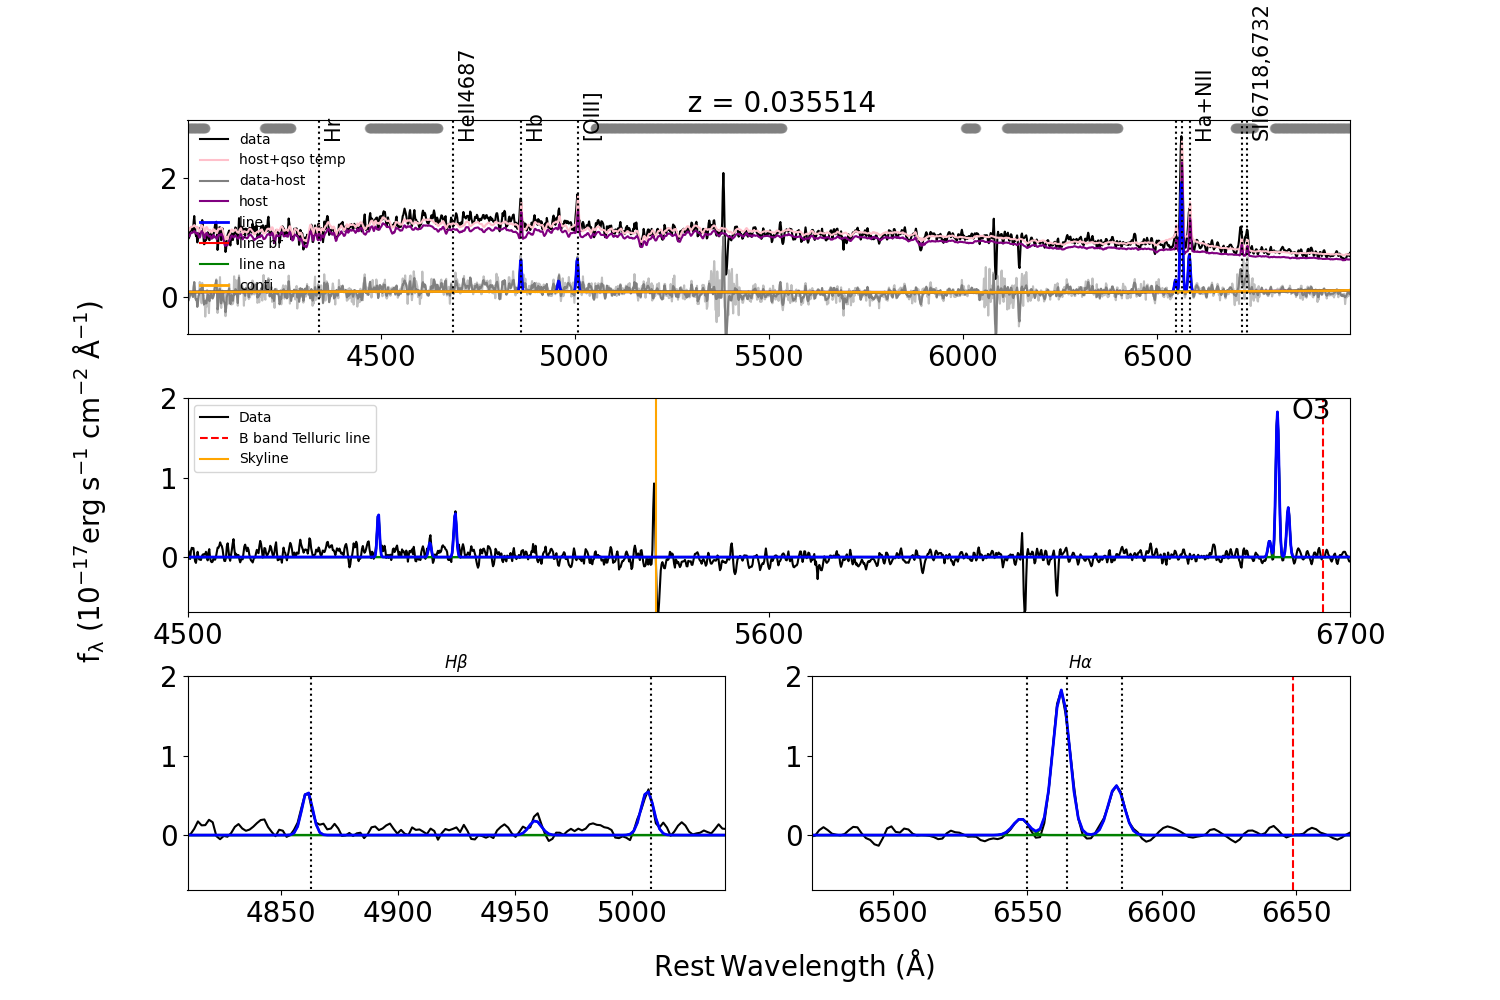 z = 0.035514
Hr
HeII4687
Hb
[OIII]
Ha+NII
SII6718,6732
data
host+qso temp
data-host
host
line
line br
line na
conti
2
0
4500 5000 5500 6000 6500
Data
B band Telluric line
Skyline
O3
2
1
0
4500 5600 6700
fλ (10⁻¹⁷erg s⁻¹ cm⁻² Å⁻¹)
Hβ
2
1
0
4850 4900 4950 5000
Hα
2
1
0
6500 6550 6600 6650
Rest Wavelength (Å)